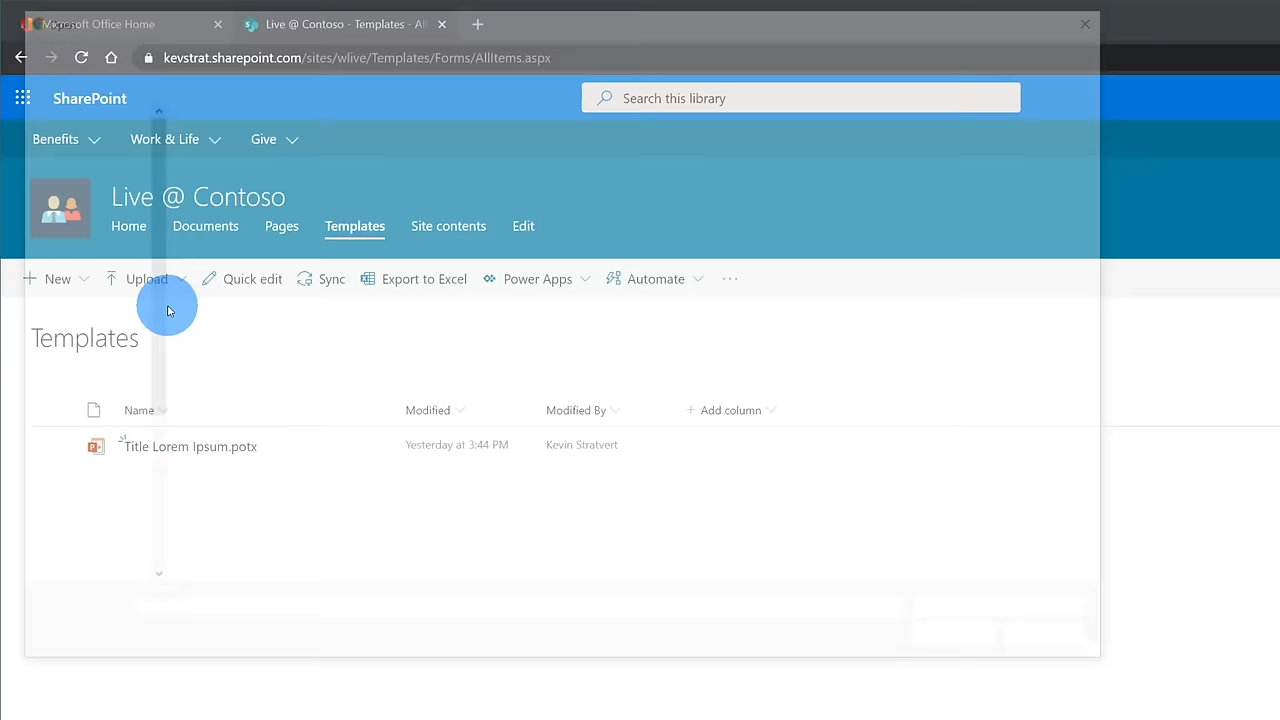 Microsoft Office Home
Live @ Contoso - Templates - All
kevstrat.sharepoint.com/sites/wlive/Templates/Forms/AllItems.aspx
SharePoint
Search this library
Benefits Work & Life Give
Live @ Contoso
Home Documents Pages Templates Site contents Edit
New Upload Quick edit Sync Export to Excel Power Apps Automate ...
Templates
Name Modified Modified By + Add column
Title Lorem Ipsum.potx Yesterday at 3:44 PM Kevin Stratvert